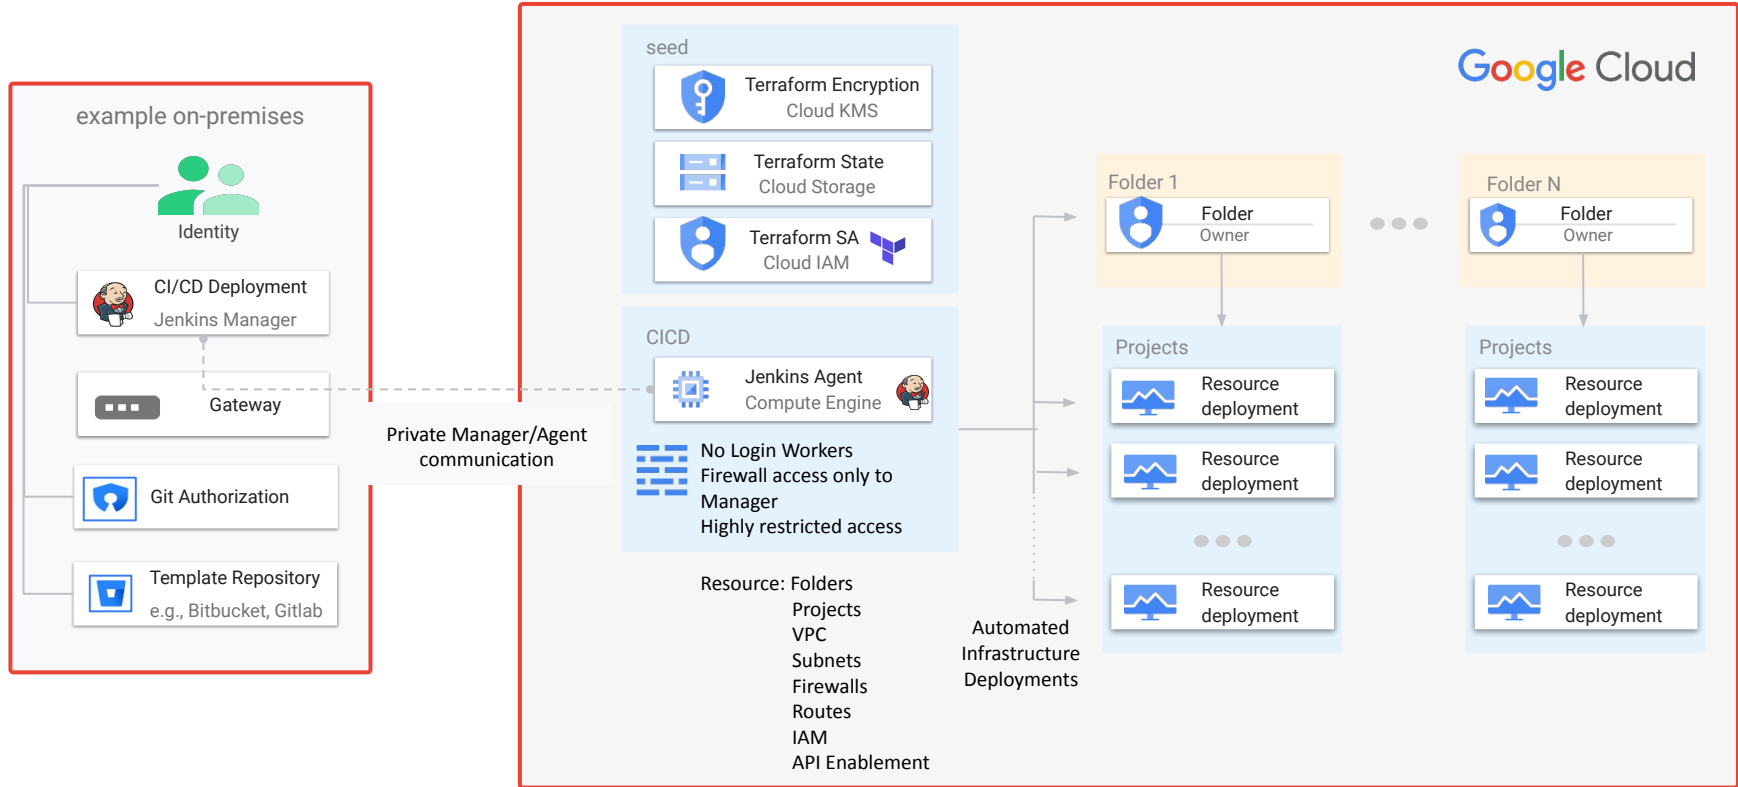 example on-premises
Identity
CI/CD Deployment
Jenkins Manager
Gateway
Git Authorization
Template Repository
e.g., Bitbucket, Gitlab
Private Manager/Agent
communication
seed
Terraform Encryption
Cloud KMS
Terraform State
Cloud Storage
Terraform SA
Cloud IAM
CICD
Jenkins Agent
Compute Engine
No Login Workers
Firewall access only to
Manager
Highly restricted access
Resource: Folders
Projects
VPC
Subnets
Firewalls
Routes
IAM
API Enablement
Automated
Infrastructure
Deployments
Google Cloud
Folder 1
Folder
Owner
Projects
Resource
deployment
Resource
deployment
Resource
deployment
Folder N
Folder
Owner
Projects
Resource
deployment
Resource
deployment
Resource
deployment